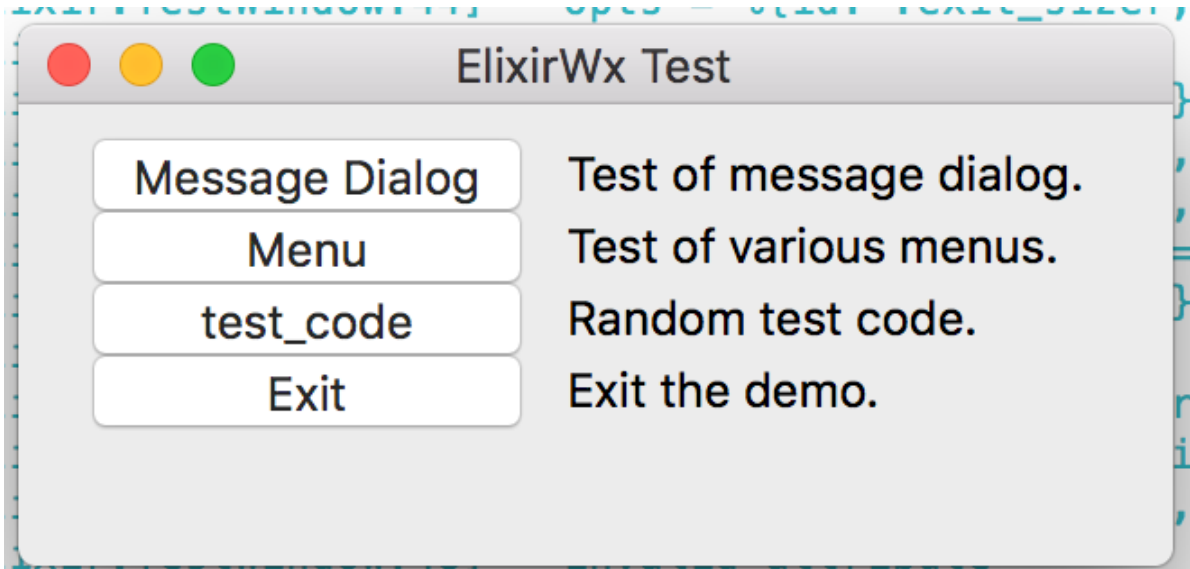 ElixirWx Test
Message Dialog Test of message dialog.
Menu Test of various menus.
test_code Random test code.
Exit Exit the demo.